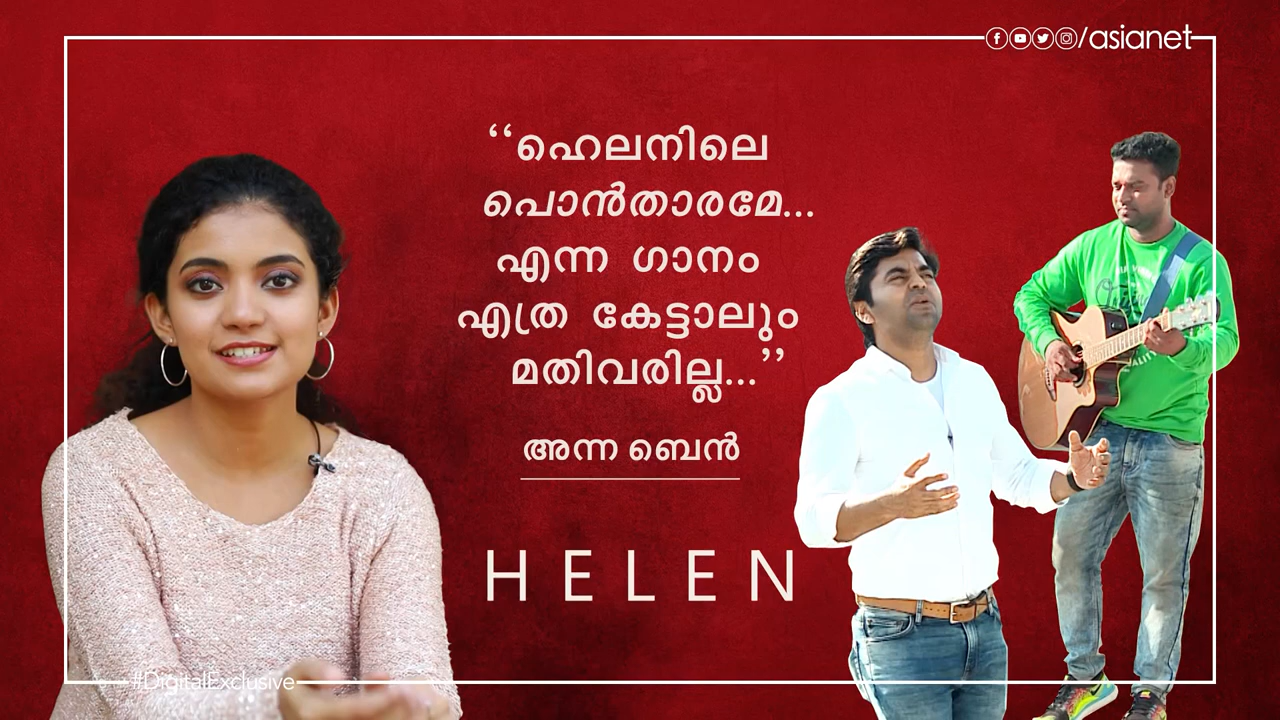 /asianet
‘‘ഹെലനിലെ
പൊൻതാരമേ...
എന്ന ഗാനം
എത്ര കേട്ടാലും
മതിവരില്ല...’’
അന്ന ബെൻ
HELEN
#DigitalExclusive